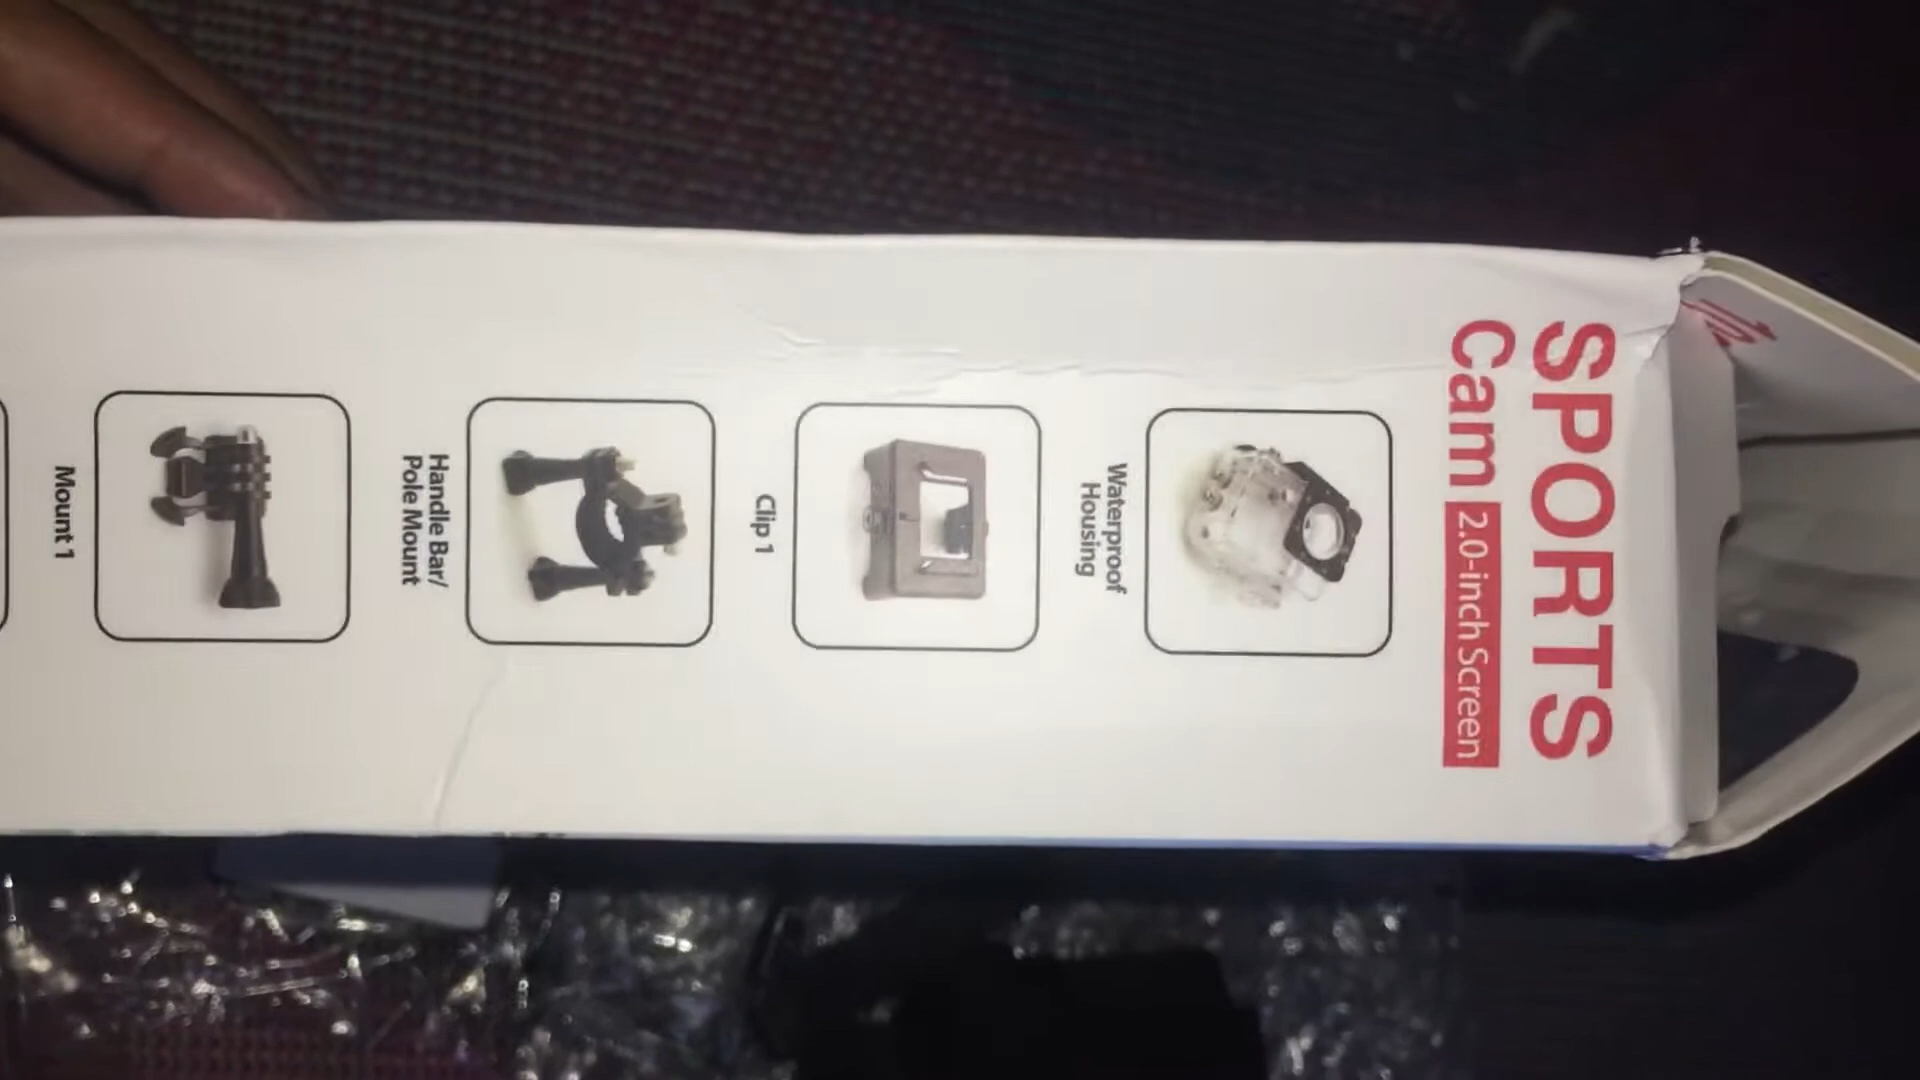 SPORTS
Cam 2.0-inch Screen
Waterproof
Housing
Clip 1
Handle Bar/
Pole Mount
Mount 1